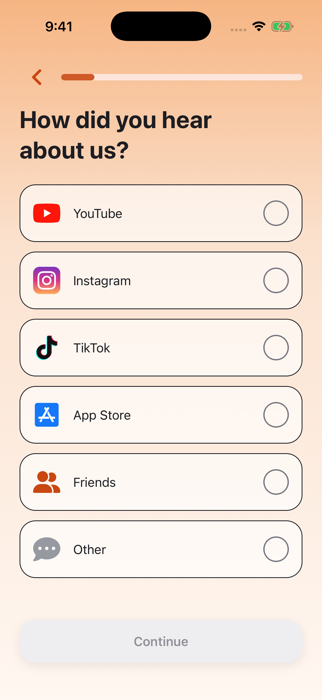 9:41
How did you hear
about us?
YouTube
Instagram
TikTok
App Store
Friends
Other
Continue